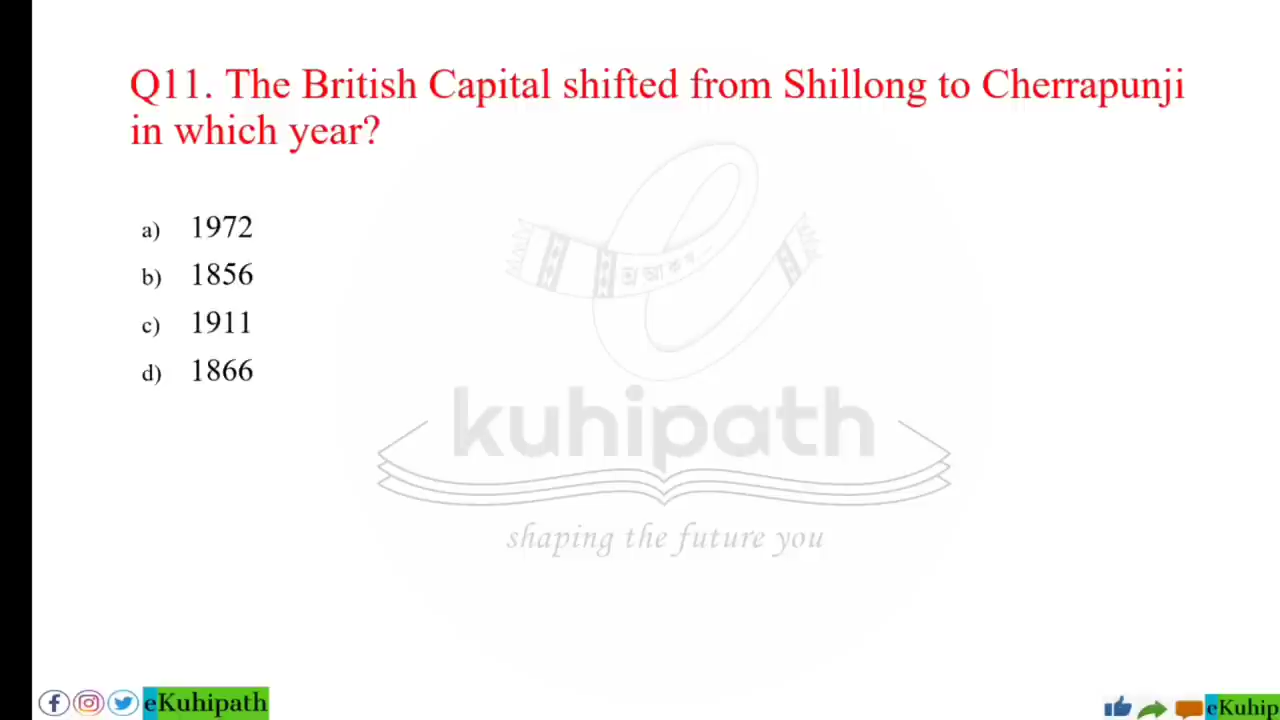 Q11. The British Capital shifted from Shillong to Cherrapunji
in which year?
a) 1972
b) 1856
c) 1911
d) 1866
kuhipath
shaping the future you
eKuhipath
eKuhip